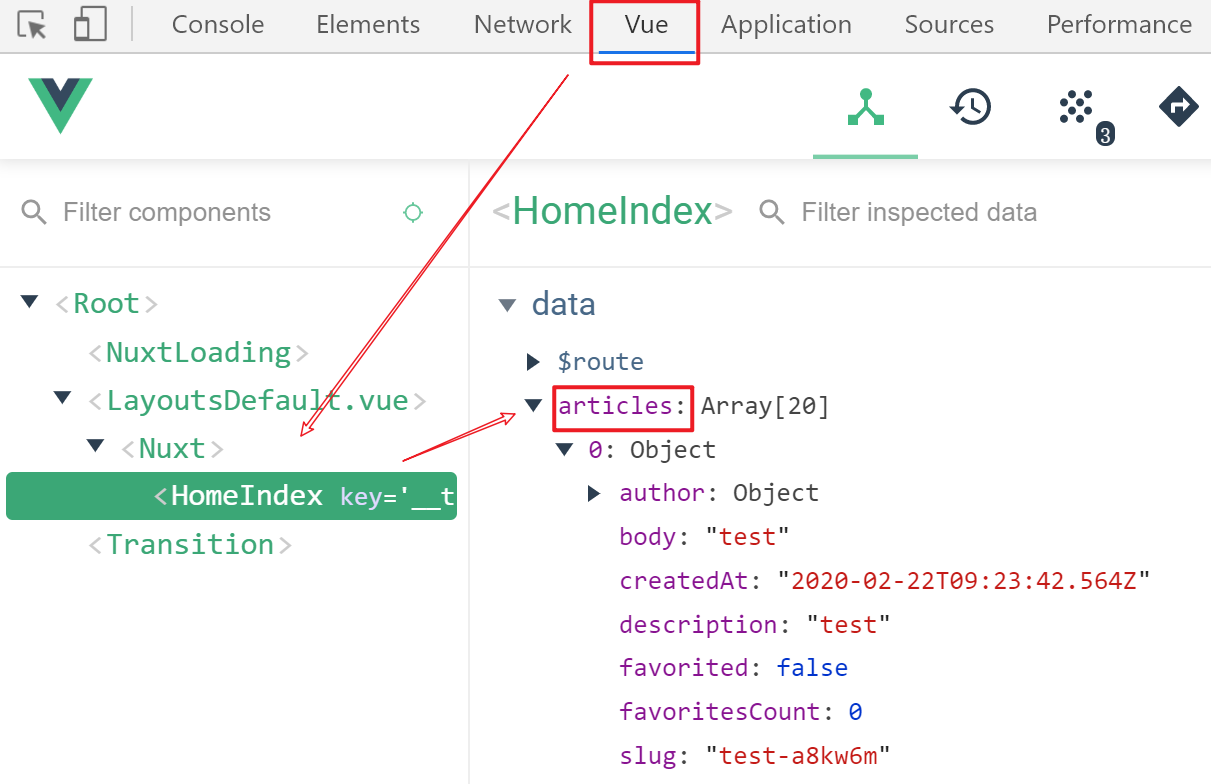 Console Elements Network Vue Application Sources Performance
3
Filter components
<HomeIndex> Filter inspected data
<Root>
<NuxtLoading>
<LayoutsDefault.vue>
<Nuxt>
<HomeIndex key='__t
<Transition>
data
$route
articles: Array[20]
0: Object
author: Object
body: "test"
createdAt: "2020-02-22T09:23:42.564Z"
description: "test"
favorited: false
favoritesCount: 0
slug: "test-a8kw6m"